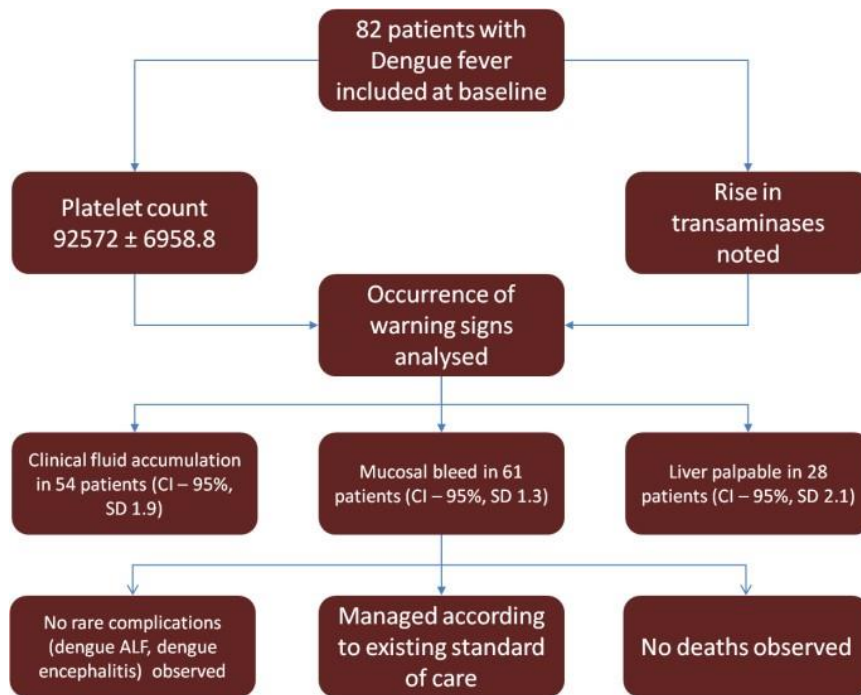 82 patients with
Dengue fever
included at baseline
Platelet count
92572 ± 6958.8
Rise in
transaminases
noted
Occurrence of
warning signs
analysed
Clinical fluid accumulation
in 54 patients (CI – 95%,
SD 1.9)
Mucosal bleed in 61
patients (CI – 95%, SD 1.3)
Liver palpable in 28
patients (CI – 95%, SD 2.1)
No rare complications
(dengue ALF, dengue
encephalitis) observed
Managed according
to existing standard
of care
No deaths observed